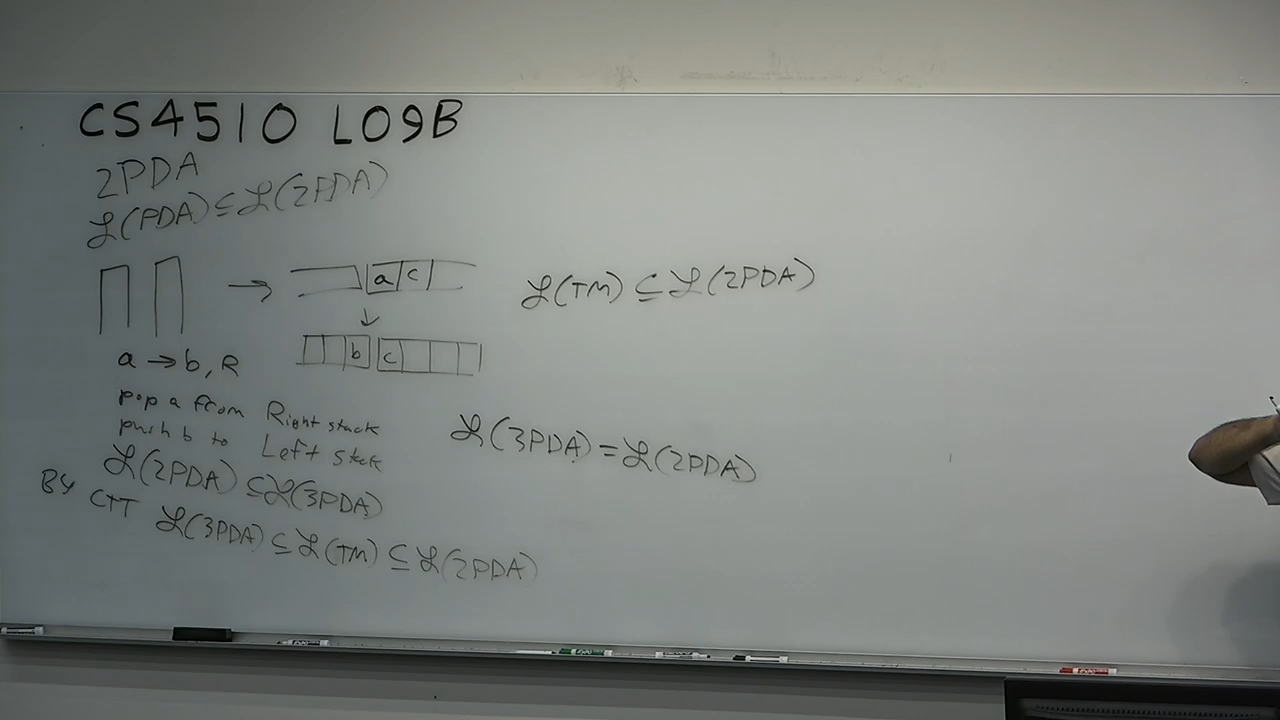 CS4510 L09B
2PDA
ℒ(PDA) ⊆ ℒ(2PDA)
→ a c
↓
b c
a → b, R
pop a from Right stack
push b to Left stack
ℒ(2PDA) ⊆ ℒ(3PDA)
By CTT ℒ(3PDA) ⊆ ℒ(TM) ⊆ ℒ(2PDA)
ℒ(TM) ⊆ ℒ(2PDA)
ℒ(3PDA) = ℒ(2PDA)